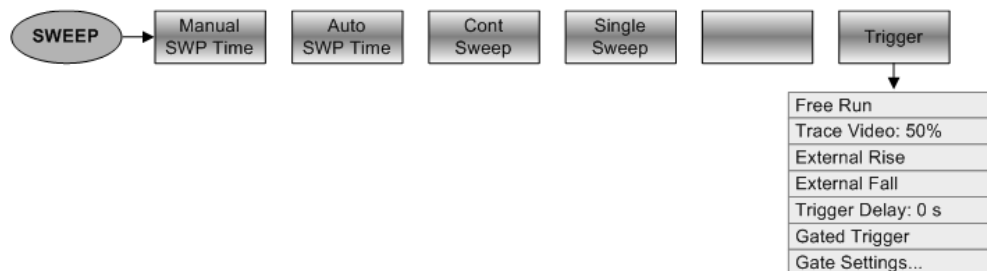 SWEEP
Manual
SWP Time
Auto
SWP Time
Cont
Sweep
Single
Sweep
Trigger
Free Run
Trace Video: 50%
External Rise
External Fall
Trigger Delay: 0 s
Gated Trigger
Gate Settings...